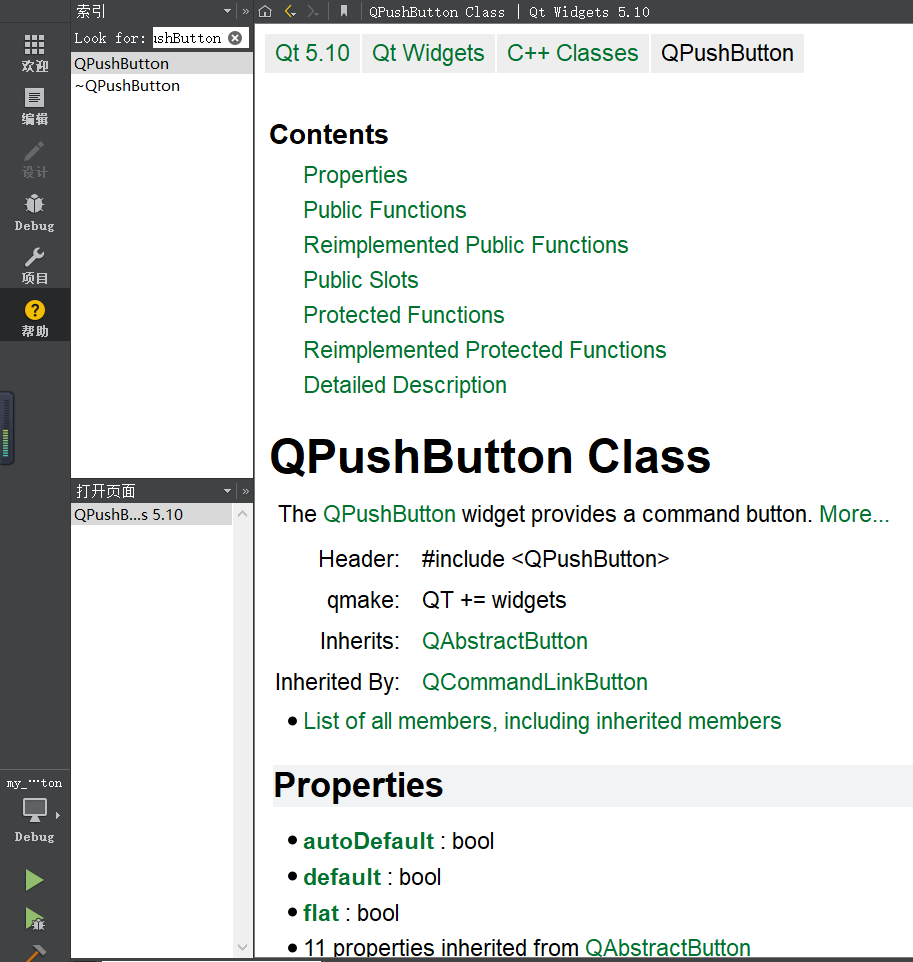 索引
»
QPushButton Class | Qt Widgets 5.10
Look for: ushButton
QPushButton
~QPushButton
欢迎
编辑
设计
Debug
项目
?
帮助
打开页面
»
QPushB...s 5.10
my_···ton
Debug
Qt 5.10
Qt Widgets
C++ Classes
QPushButton
Contents
Properties
Public Functions
Reimplemented Public Functions
Public Slots
Protected Functions
Reimplemented Protected Functions
Detailed Description
QPushButton Class
The QPushButton widget provides a command button. More...
Header: #include <QPushButton>
qmake: QT += widgets
Inherits: QAbstractButton
Inherited By: QCommandLinkButton
• List of all members, including inherited members
Properties
• autoDefault : bool
• default : bool
• flat : bool
• 11 properties inherited from QAbstractButton